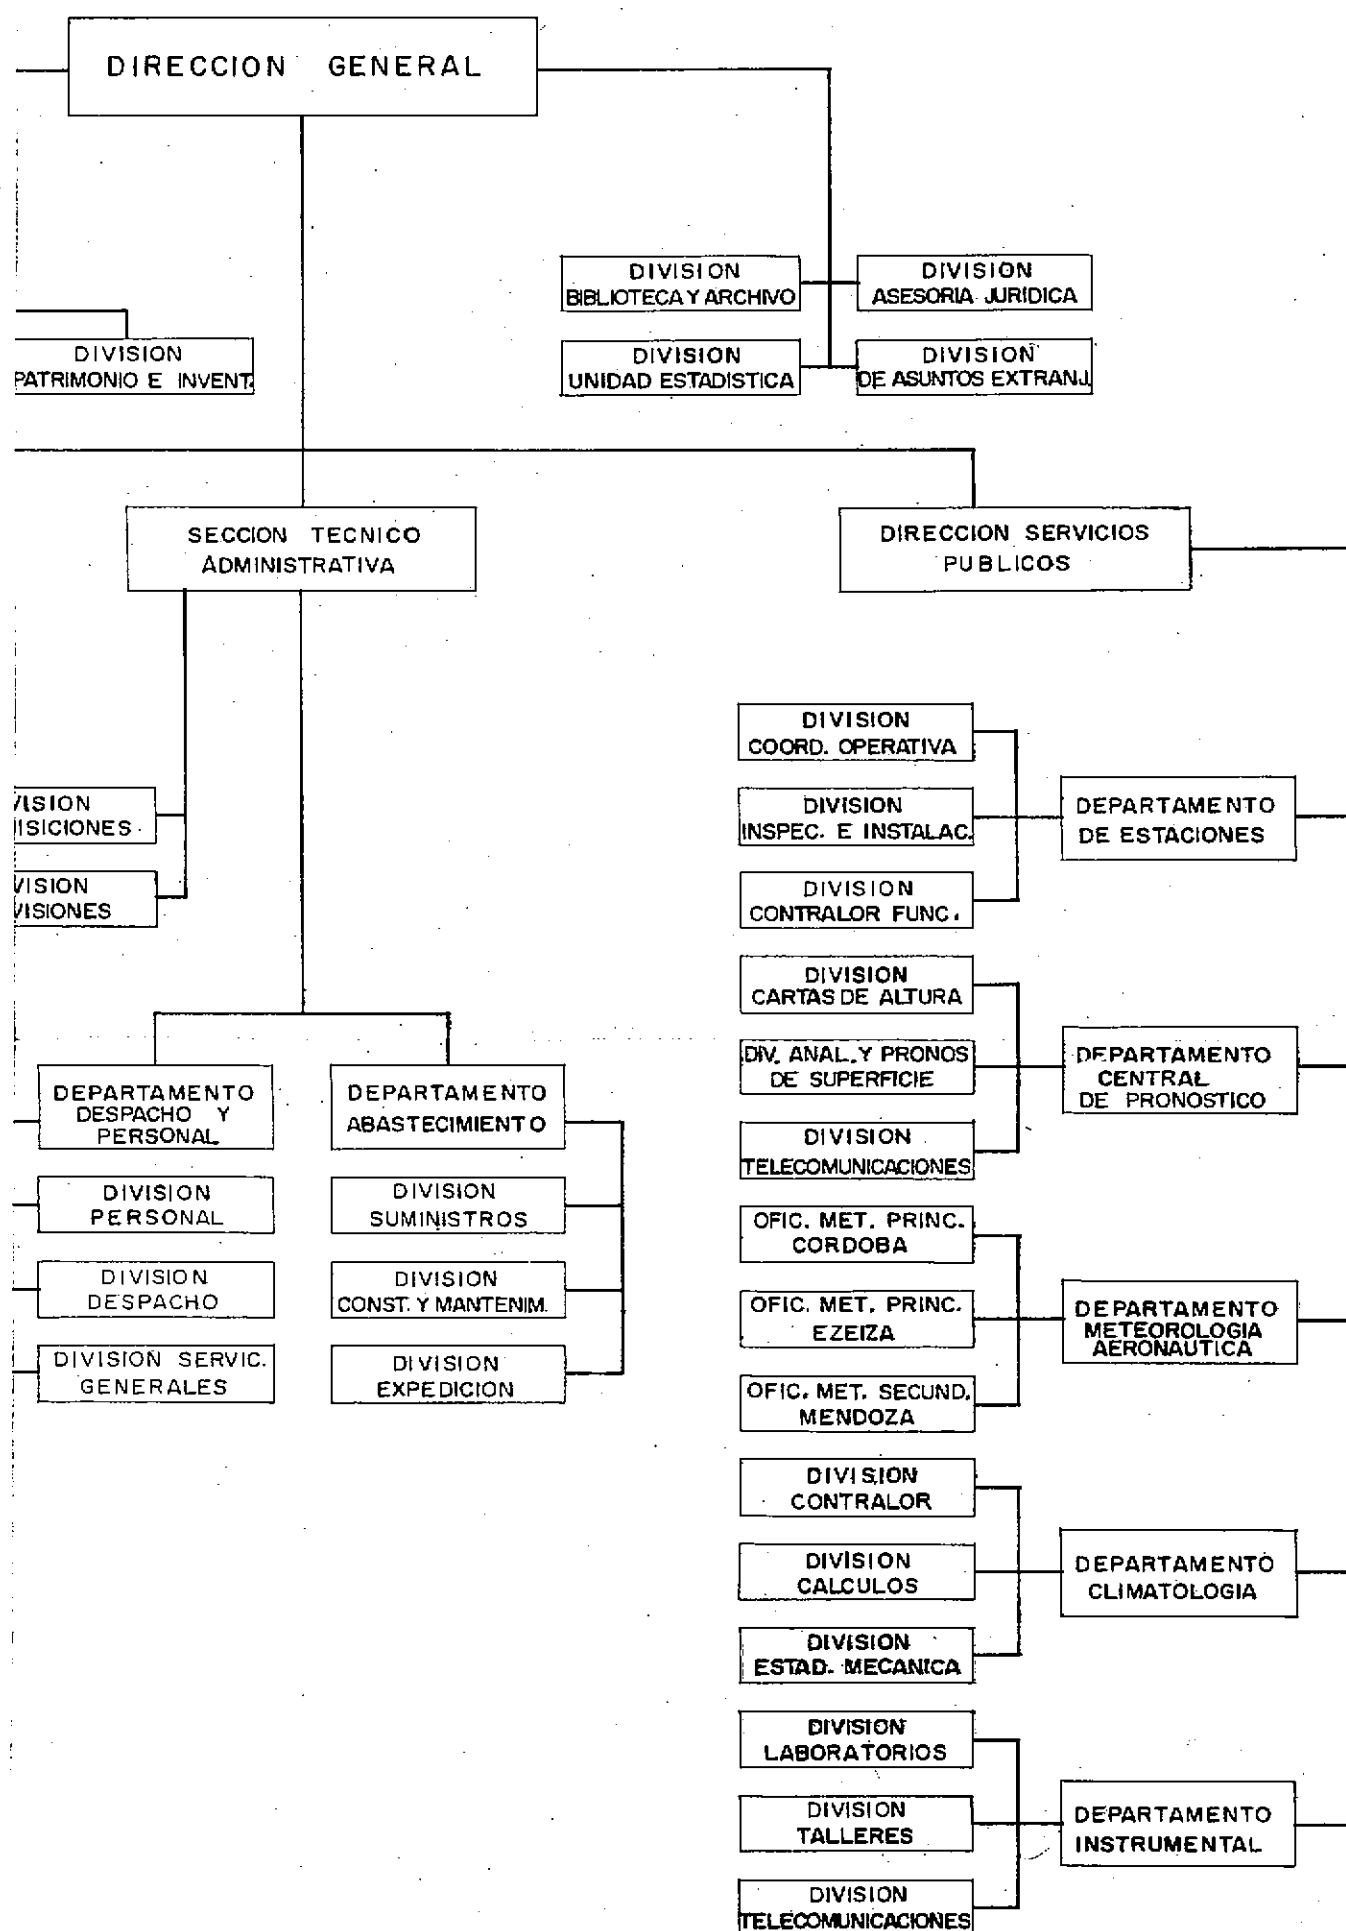 DIRECCION GENERAL
DIVISION
BIBLIOTECA Y ARCHIVO
DIVISION
ASESORIA JURIDICA
DIVISION
PATRIMONIO E INVENT.
DIVISION
UNIDAD ESTADISTICA
DIVISION
DE ASUNTOS EXTRANJ.
SECCION TECNICO
ADMINISTRATIVA
DIRECCION SERVICIOS
PUBLICOS
VISION
ISICIONES
VISION
VISIONES
DEPARTAMENTO
DESPACHO Y
PERSONAL
DIVISION
PERSONAL
DIVISION
DESPACHO
DIVISION SERVIC.
GENERALES
DEPARTAMENTO
ABASTECIMIENTO
DIVISION
SUMINISTROS
DIVISION
CONST. Y MANTENIM.
DIVISION
EXPEDICION
DIVISION
COORD. OPERATIVA
DIVISION
INSPEC. E INSTALAC.
DIVISION
CONTRALOR FUNC.
DEPARTAMENTO
DE ESTACIONES
DIVISION
CARTAS DE ALTURA
DIV. ANAL. Y PRONOS
DE SUPERFICIE
DIVISION
TELECOMUNICACIONES
DEPARTAMENTO
CENTRAL
DE PRONOSTICO
OFIC. MET. PRINC.
CORDOBA
OFIC. MET. PRINC.
EZEIZA
OFIC. MET. SECUND.
MENDOZA
DEPARTAMENTO
METEOROLOGIA
AERONAUTICA
DIVISION
CONTRALOR
DIVISION
CALCULOS
DIVISION
ESTAD. MECANICA
DEPARTAMENTO
CLIMATOLOGIA
DIVISION
LABORATORIOS
DIVISION
TALLERES
DIVISION
TELECOMUNICACIONES
DEPARTAMENTO
INSTRUMENTAL